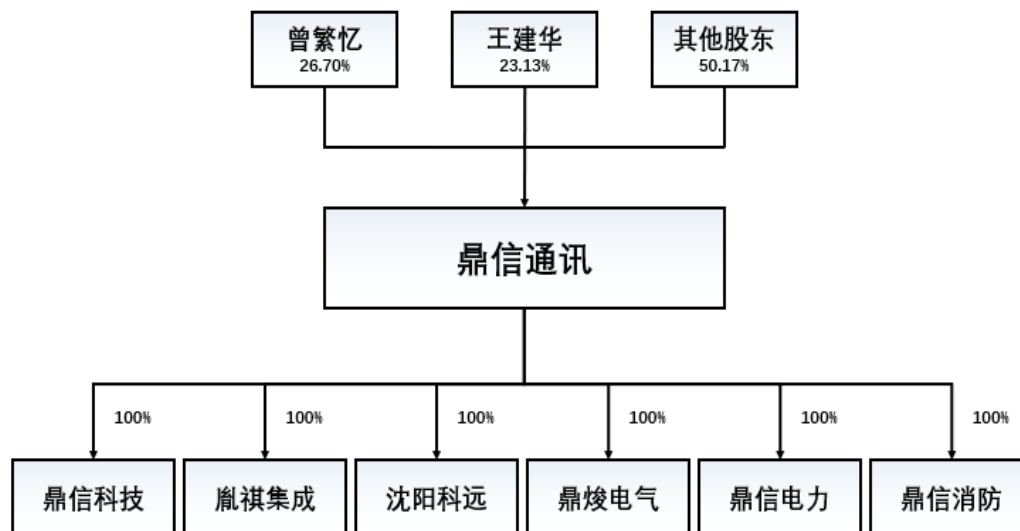 曾繁忆
26.70%
王建华
23.13%
其他股东
50.17%
鼎信通讯
100%
100%
100%
100%
100%
100%
鼎信科技
胤祺集成
沈阳科远
鼎焌电气
鼎信电力
鼎信消防